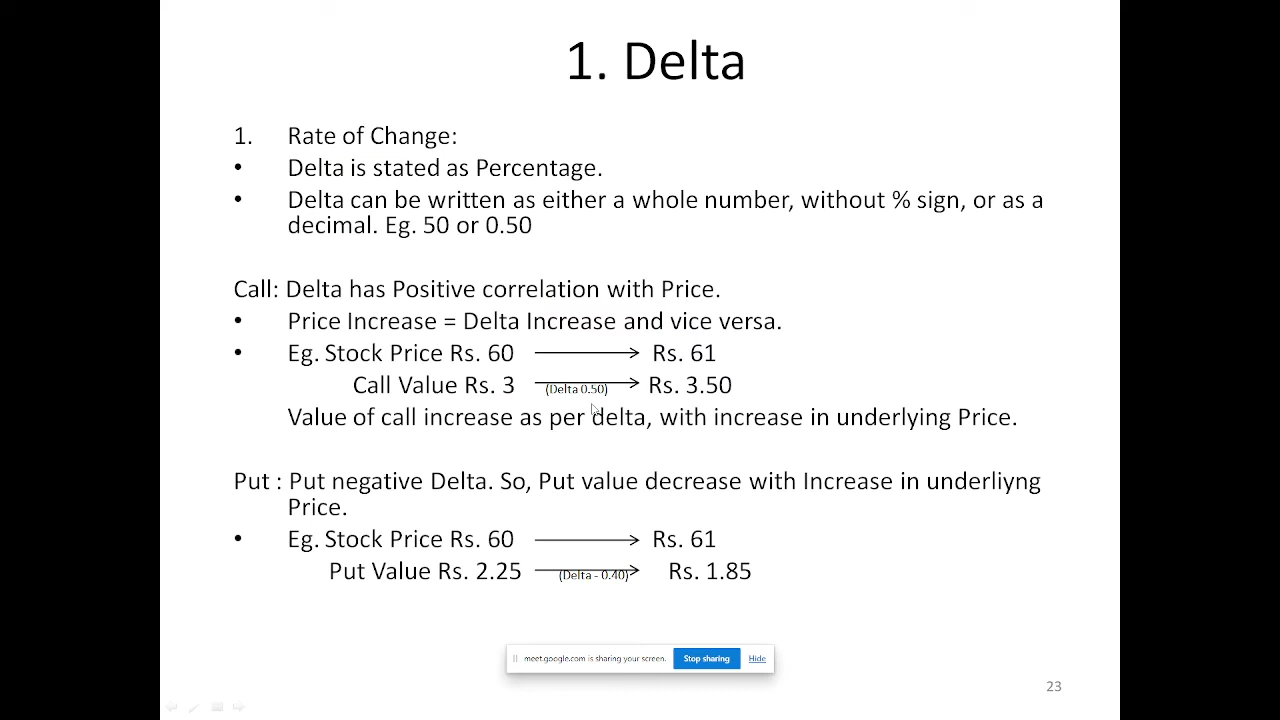 1. Delta
1. Rate of Change:
• Delta is stated as Percentage.
• Delta can be written as either a whole number, without % sign, or as a
decimal. Eg. 50 or 0.50
Call: Delta has Positive correlation with Price.
• Price Increase = Delta Increase and vice versa.
• Eg. Stock Price Rs. 60 Rs. 61
Call Value Rs. 3 (Delta 0.50) Rs. 3.50
Value of call increase as per delta, with increase in underlying Price.
Put : Put negative Delta. So, Put value decrease with Increase in underliyng
Price.
• Eg. Stock Price Rs. 60 Rs. 61
Put Value Rs. 2.25 (Delta - 0.40) Rs. 1.85
meet.google.com is sharing your screen. Stop sharing Hide
23